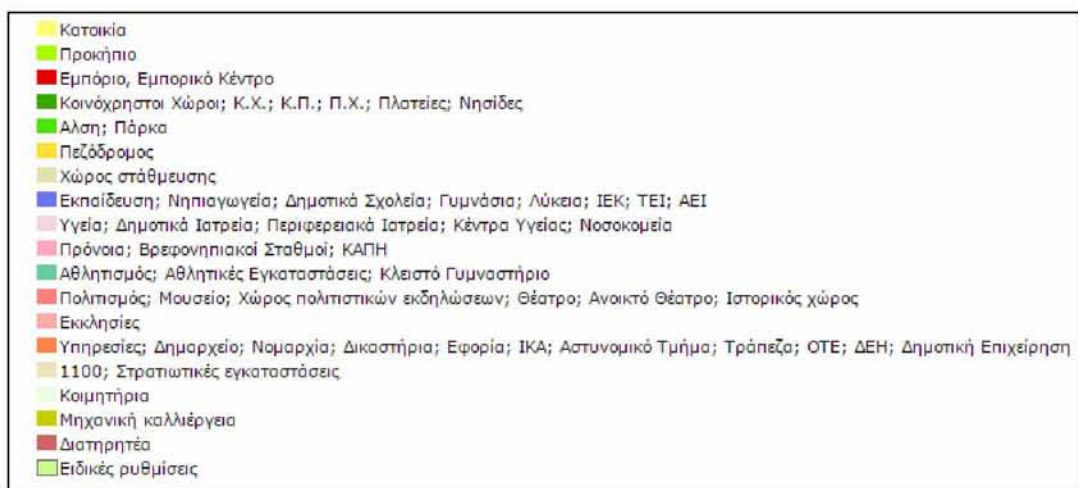 Κατοικία
Προκήπιο
Εμπόριο, Εμπορικό Κέντρο
Κοινόχρηστοι Χώροι; Κ.Χ.; Κ.Π.; Π.Χ.; Πλατείες; Νησίδες
Αλση; Πάρκα
Πεζόδρομος
Χώρος στάθμευσης
Εκπαίδευση; Νηπιαγωγεία; Δημοτικά Σχολεία; Γυμνάσια; Λύκεια; ΙΕΚ; ΤΕΙ; ΑΕΙ
Υγεία; Δημοτικά Ιατρεία; Περιφερειακά Ιατρεία; Κέντρα Υγείας; Νοσοκομεία
Πρόνοια; Βρεφονηπιακοί Σταθμοί; ΚΑΠΗ
Αθλητισμός; Αθλητικές Εγκαταστάσεις; Κλειστό Γυμναστήριο
Πολιτισμός; Μουσείο; Χώρος πολιτιστικών εκδηλώσεων; Θέατρο; Ανοικτό Θέατρο; Ιστορικός χώρος
Εκκλησίες
Υπηρεσίες; Δημαρχείο; Νομαρχία; Δικαστήρια; Εφορία; ΙΚΑ; Αστυνομικό Τμήμα; Τράπεζα; ΟΤΕ; ΔΕΗ; Δημοτική Επιχείρηση
1100; Στρατιωτικές εγκαταστάσεις
Κοιμητήρια
Μηχανική καλλιέργεια
Διατηρητέα
Ειδικές ρυθμίσεις